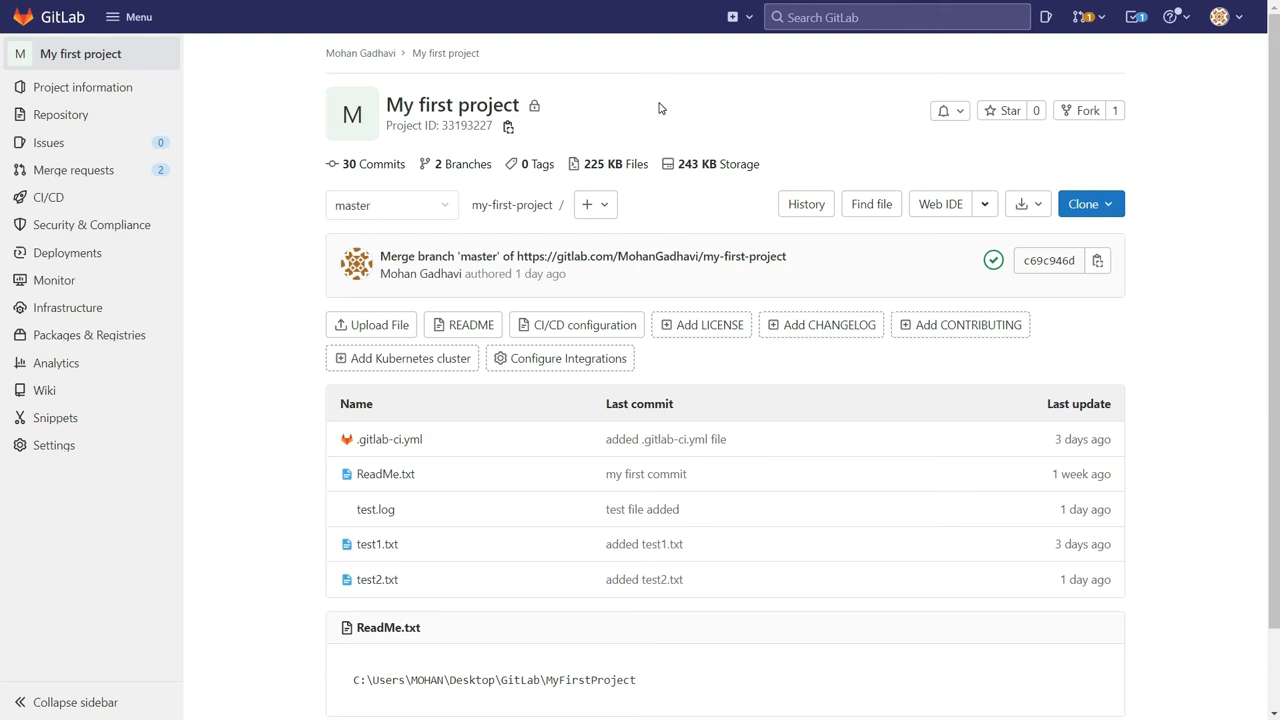 GitLab Menu Search GitLab 1 1
M My first project
Project information
Repository
Issues 0
Merge requests 2
CI/CD
Security & Compliance
Deployments
Monitor
Infrastructure
Packages & Registries
Analytics
Wiki
Snippets
Settings
Collapse sidebar
Mohan Gadhavi › My first project
M My first project
Project ID: 33193227
Star 0 Fork 1
30 Commits 2 Branches 0 Tags 225 KB Files 243 KB Storage
master my-first-project / + History Find file Web IDE Clone
Merge branch 'master' of https://gitlab.com/MohanGadhavi/my-first-project
Mohan Gadhavi authored 1 day ago
c69c946d
Upload File README CI/CD configuration Add LICENSE Add CHANGELOG Add CONTRIBUTING
Add Kubernetes cluster Configure Integrations
Name Last commit Last update
.gitlab-ci.yml added .gitlab-ci.yml file 3 days ago
ReadMe.txt my first commit 1 week ago
test.log test file added 1 day ago
test1.txt added test1.txt 3 days ago
test2.txt added test2.txt 1 day ago
ReadMe.txt
C:\Users\MOHAN\Desktop\GitLab\MyFirstProject